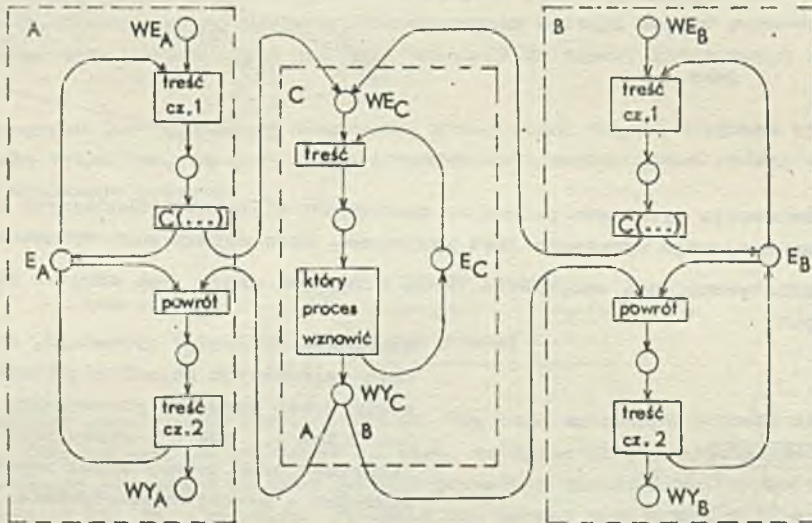 A
WE_A
treść
cz.1
C(...)
E_A
powrót
treść
cz.2
WY_A
C
WE_C
treść
E_C
który
proces
wznowić
WY_C
A
B
B
WE_B
treść
cz.1
C(...)
E_B
powrót
treść
cz.2
WY_B